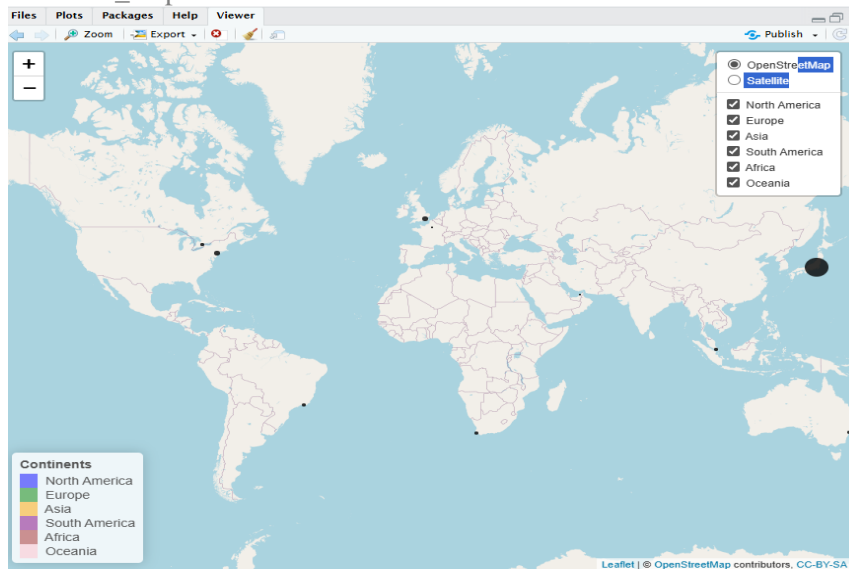 Files Plots Packages Help Viewer
Zoom Export Publish
+
−
OpenStreetMap
Satellite
North America
Europe
Asia
South America
Africa
Oceania
Continents
North America
Europe
Asia
South America
Africa
Oceania
Leaflet | © OpenStreetMap contributors, CC-BY-SA